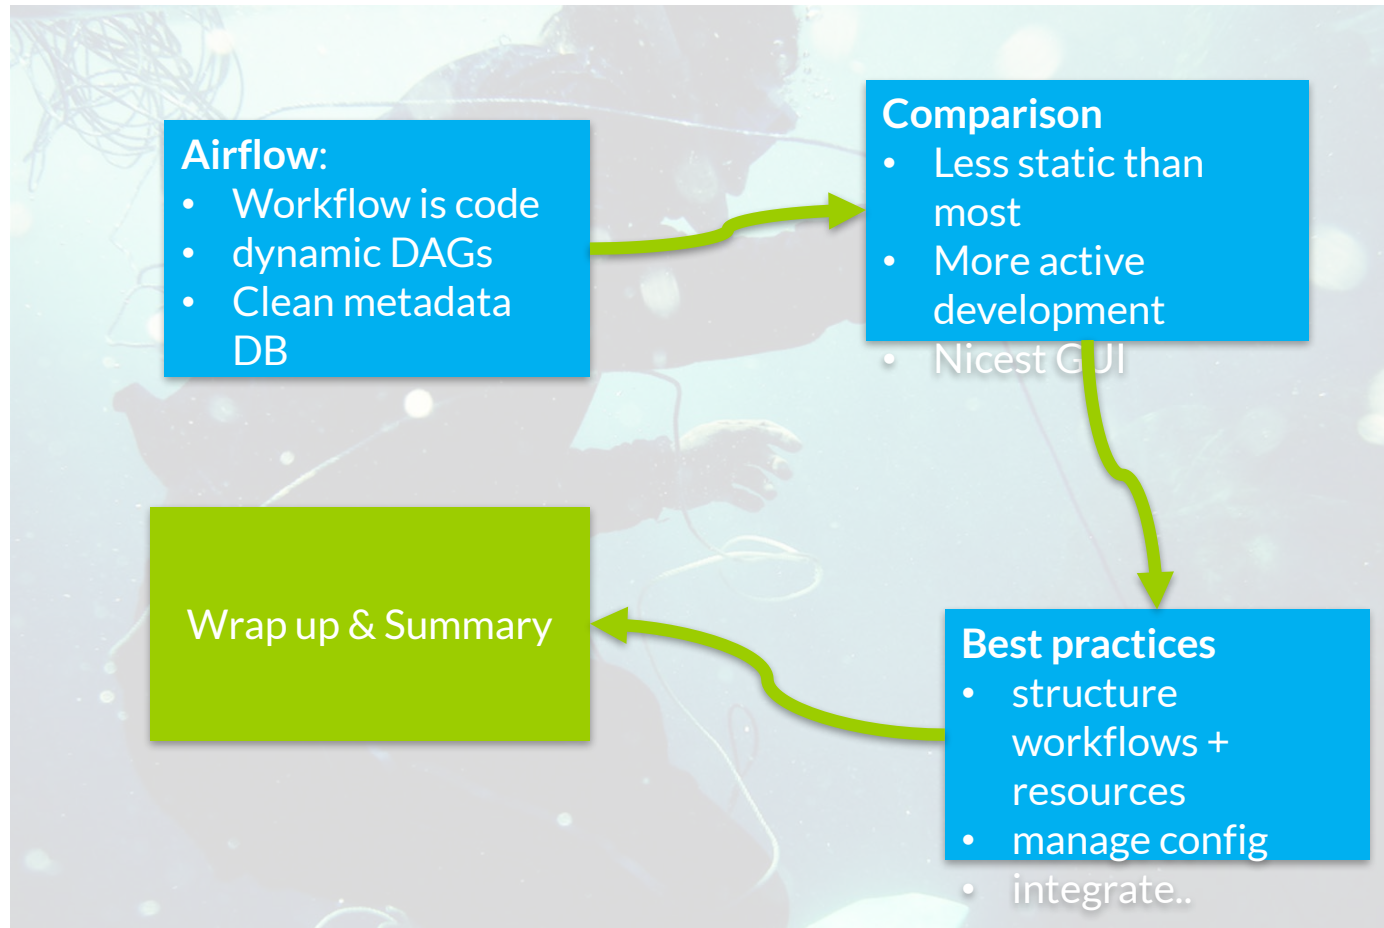 Airflow:
• Workflow is code
• dynamic DAGs
• Clean metadata
DB
Comparison
• Less static than
most
• More active
development
• Nicest GUI
Best practices
• structure
workflows +
resources
• manage config
• integrate..
Wrap up & Summary